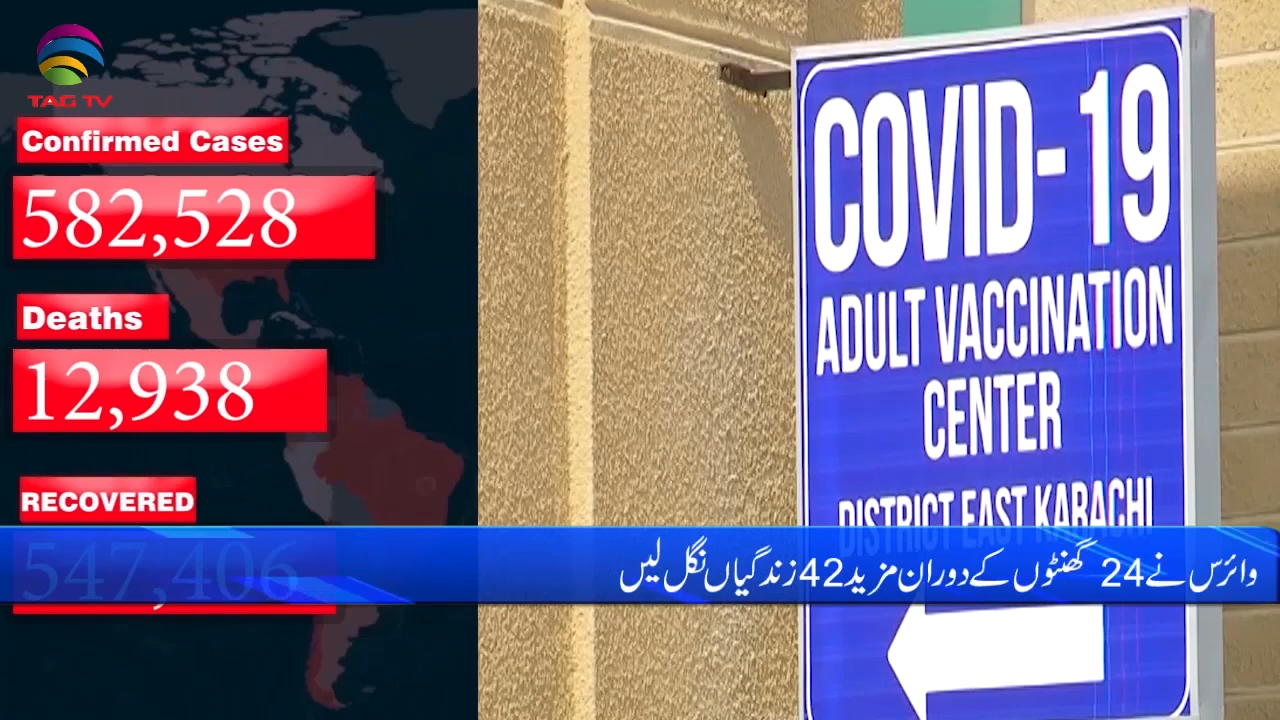 TAG TV
Confirmed Cases
582,528
Deaths
12,938
RECOVERED
547,406
COVID-19
ADULT VACCINATION
CENTER
DISTRICT EAST KARACHI
وائرس نے 24 گھنٹوں کے دوران مزید 42 زندگیاں نگل لیں